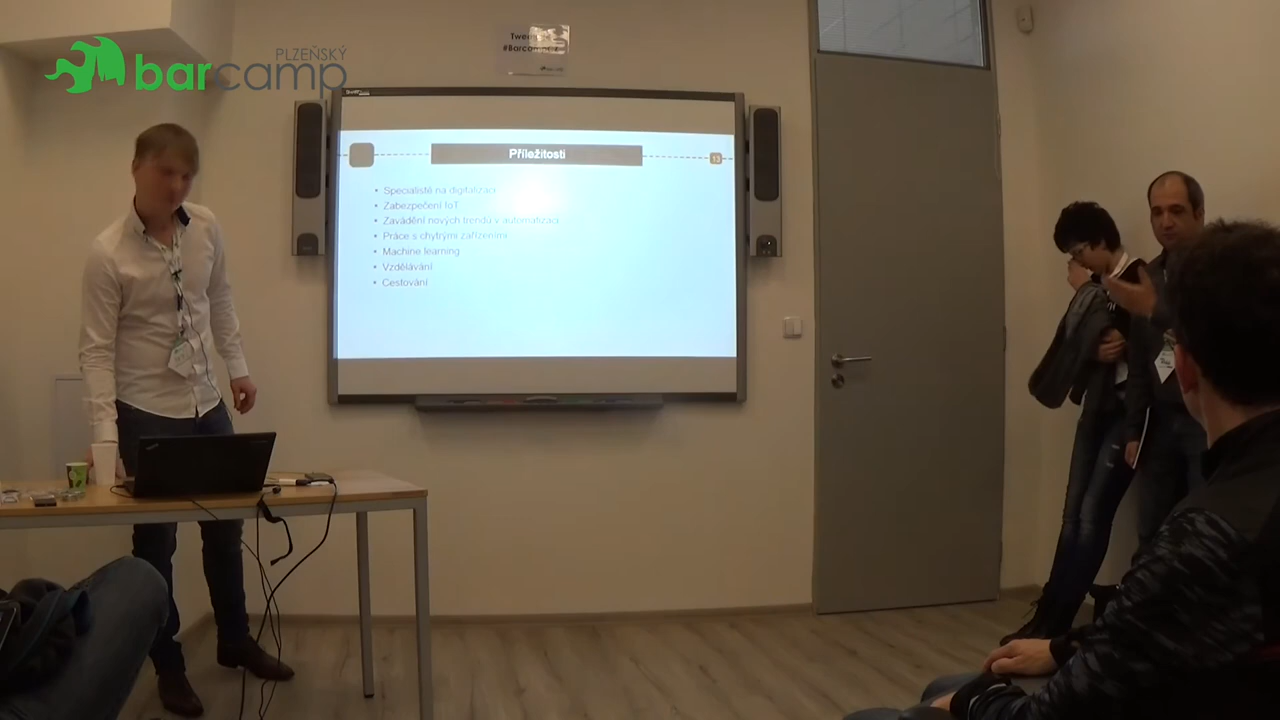 PLZEŇSKÝ
barcamp
Příležitosti
13
Specialisté na digitalizaci
Zabezpečení IoT
Zavádění nových trendů v automatizaci
Práce s chytrými zařízeními
Machine learning
Vzdělávání
Cestování